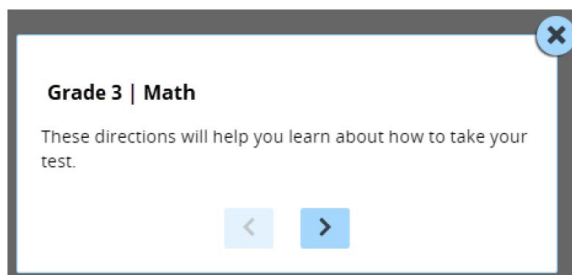 Grade 3 | Math
These directions will help you learn about how to take your
test.